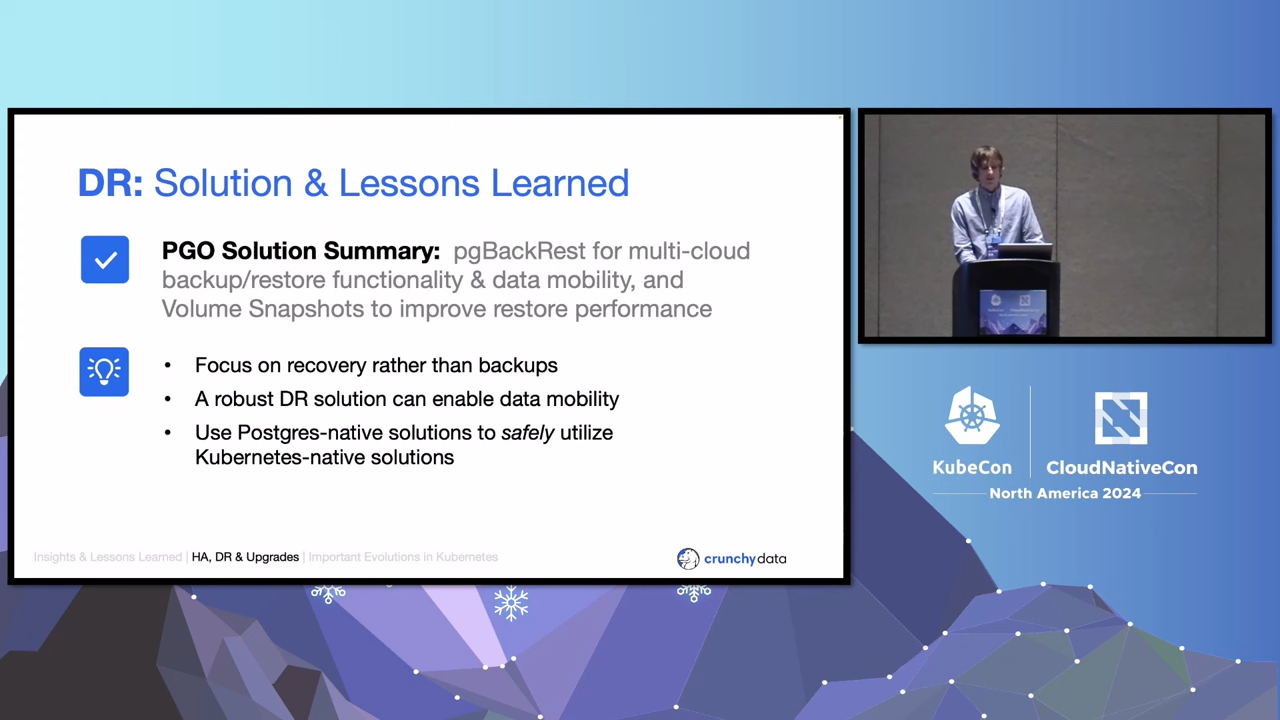 DR: Solution & Lessons Learned
PGO Solution Summary: pgBackRest for multi-cloud
backup/restore functionality & data mobility, and
Volume Snapshots to improve restore performance
• Focus on recovery rather than backups
• A robust DR solution can enable data mobility
• Use Postgres-native solutions to safely utilize
Kubernetes-native solutions
Insights & Lessons Learned | HA, DR & Upgrades | Important Evolutions in Kubernetes
crunchydata
KubeCon
CloudNativeCon
North America 2024